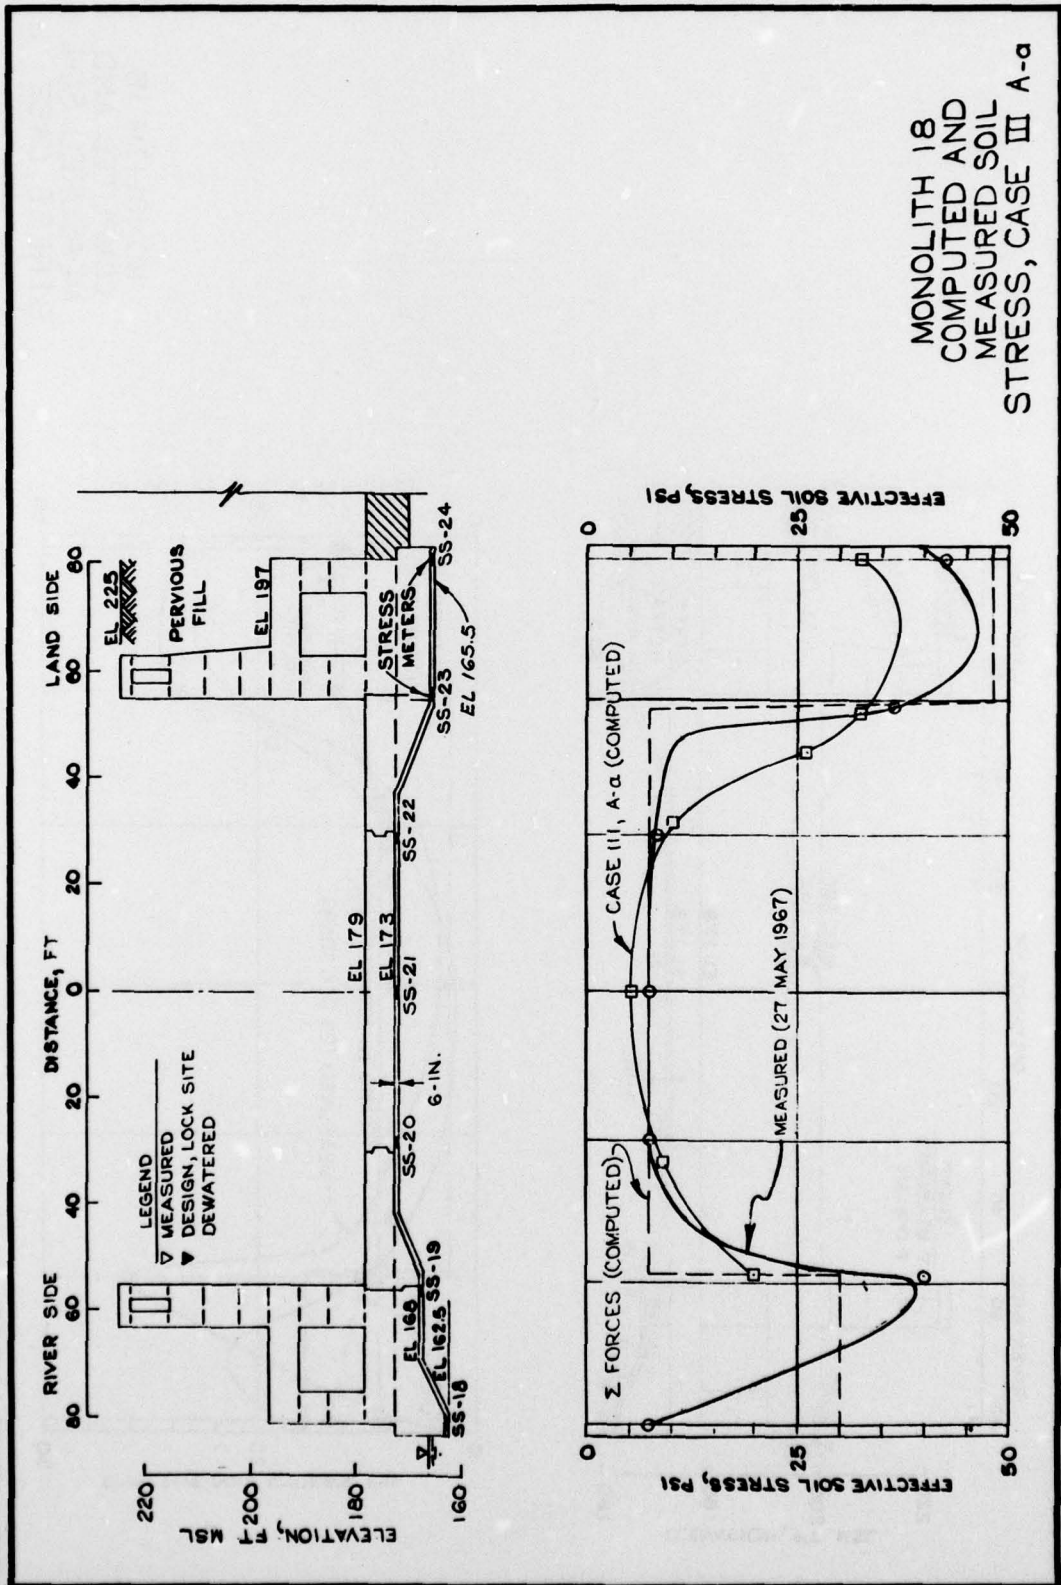 RIVER SIDE
DISTANCE, FT
LAND SIDE
80
60
40
20
0
20
40
60
80
LEGEND
MEASURED
DESIGN, LOCK SITE
DEWATERED
EL 225
PERVIOUS
FILL
EL 197
EL 179
EL 173
STRESS
METERS
EL 168
EL 162.5
6-IN.
EL 165.5
SS-18
SS-19
SS-20
SS-21
SS-22
SS-23
SS-24
220
200
180
160
ELEVATION, FT MSL
Σ FORCES (COMPUTED)
CASE III, A-a (COMPUTED)
MEASURED (27 MAY 1967)
0
25
50
EFFECTIVE SOIL STRESS, PSI
0
25
50
EFFECTIVE SOIL STRESS, PSI
MONOLITH 18
COMPUTED AND
MEASURED SOIL
STRESS, CASE III A-a